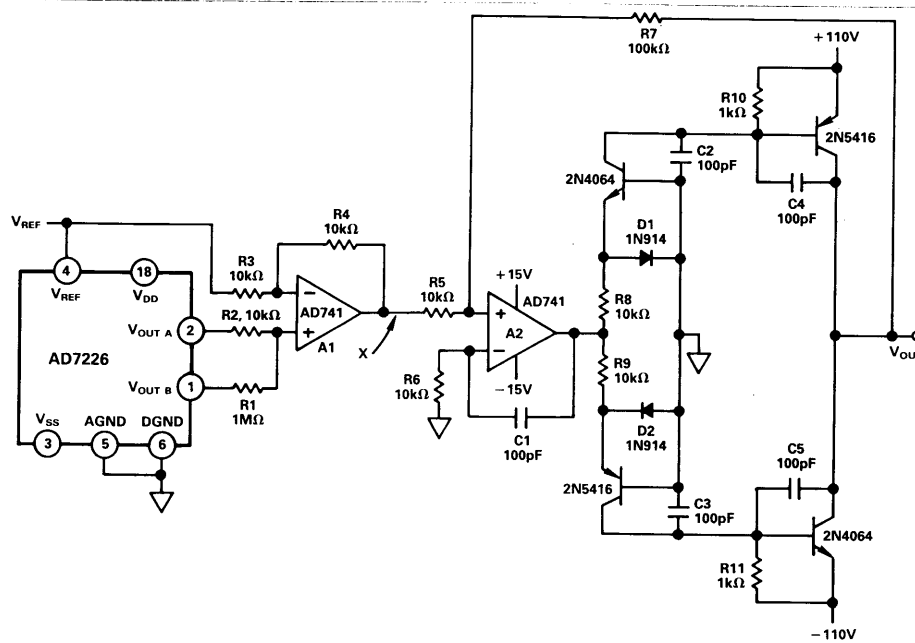 R7
100kΩ
+110V
R10
1kΩ
2N5416
C2
100pF
C4
100pF
2N4064
D1
1N914
VREF
R4
10kΩ
R3
10kΩ
4
18
VREF
VDD
R5
10kΩ
+15V
AD741
A2
−15V
R8
10kΩ
VOUT A
2
R2, 10kΩ
AD741
A1
X
AD7226
VOUT B
1
R1
1MΩ
R6
10kΩ
R9
10kΩ
VOU
VSS
AGND
DGND
3
5
6
C1
100pF
D2
1N914
2N5416
C3
100pF
C5
100pF
2N4064
R11
1kΩ
−110V
− +
+ −